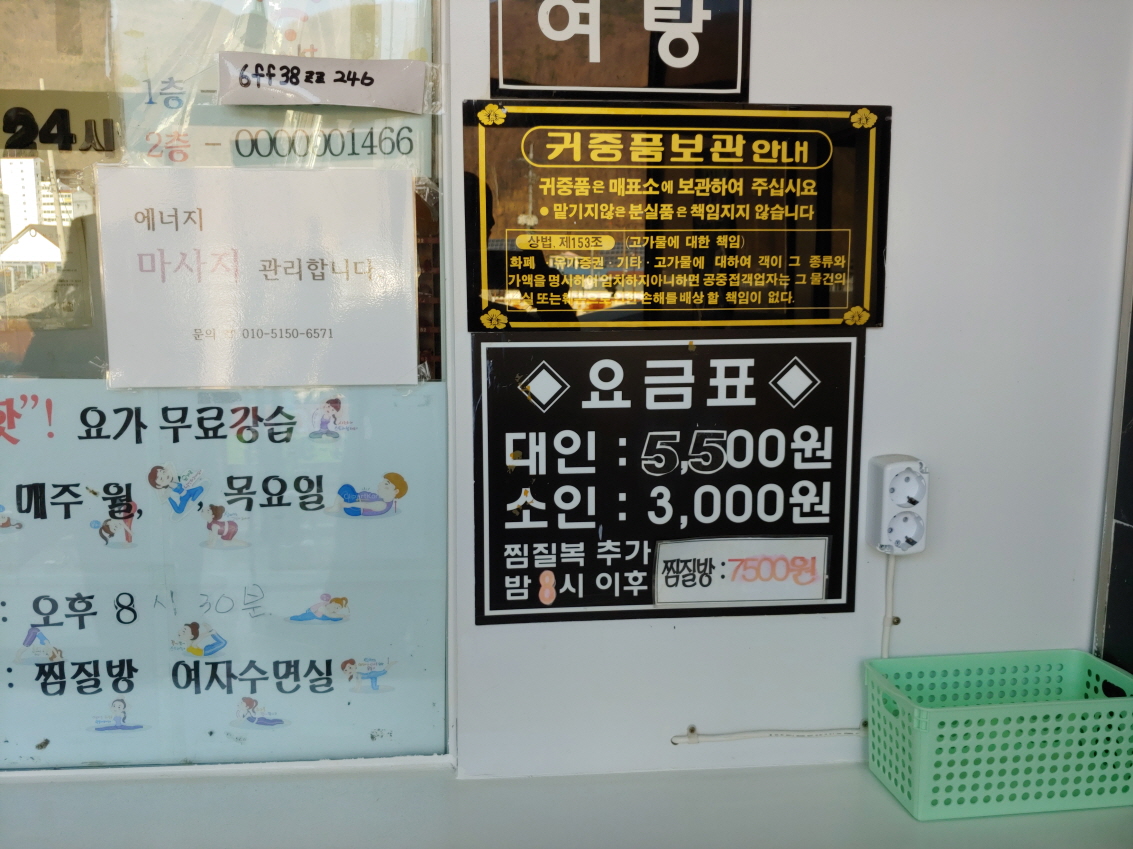 여탕
6ff38ㄹㄹ 246
1층 -
24시
2층 - 0000001466
에너지
마사지 관리합니다
문의 ☎ 010-5150-6571
핫"! 요가 무료강습
매주 월, , 목요일
: 오후 8시 30분
: 찜질방 여자수면실
귀중품보관 안내
귀중품은 매표소에 보관하여 주십시요
• 맡기지않은 분실품은 책임지지 않습니다
상법. 제153조 (고가물에 대한 책임)
화폐 · 유가증권 · 기타 · 고가물에 대하여 객이 그 종류와
가액을 명시하여 임치하지아니하면 공중접객업자는 그 물건의
또는 손해를 배상 할 책임이 없다.
◈ 요금표 ◈
대인 : 5,500원
소인 : 3,000원
찜질복 추가
밤 8시 이후
찜질방 : 7500원